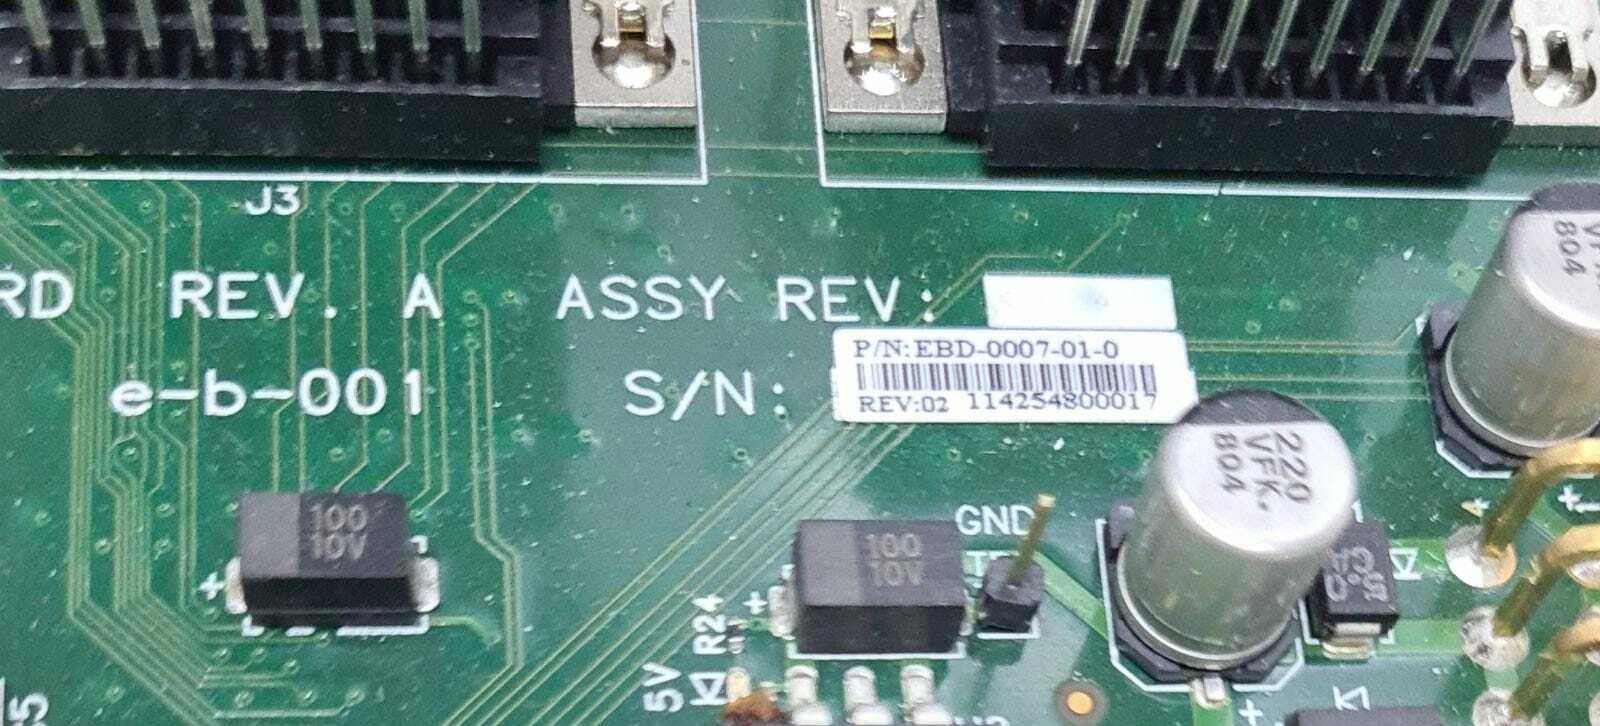 J3
RD REV. A ASSY REV:
e-b-001 S/N:
P/N:EBD-0007-01-0
REV:02 114254800017
804
100
10V
100
10V
GND
220
VFK.
804
R24
5V